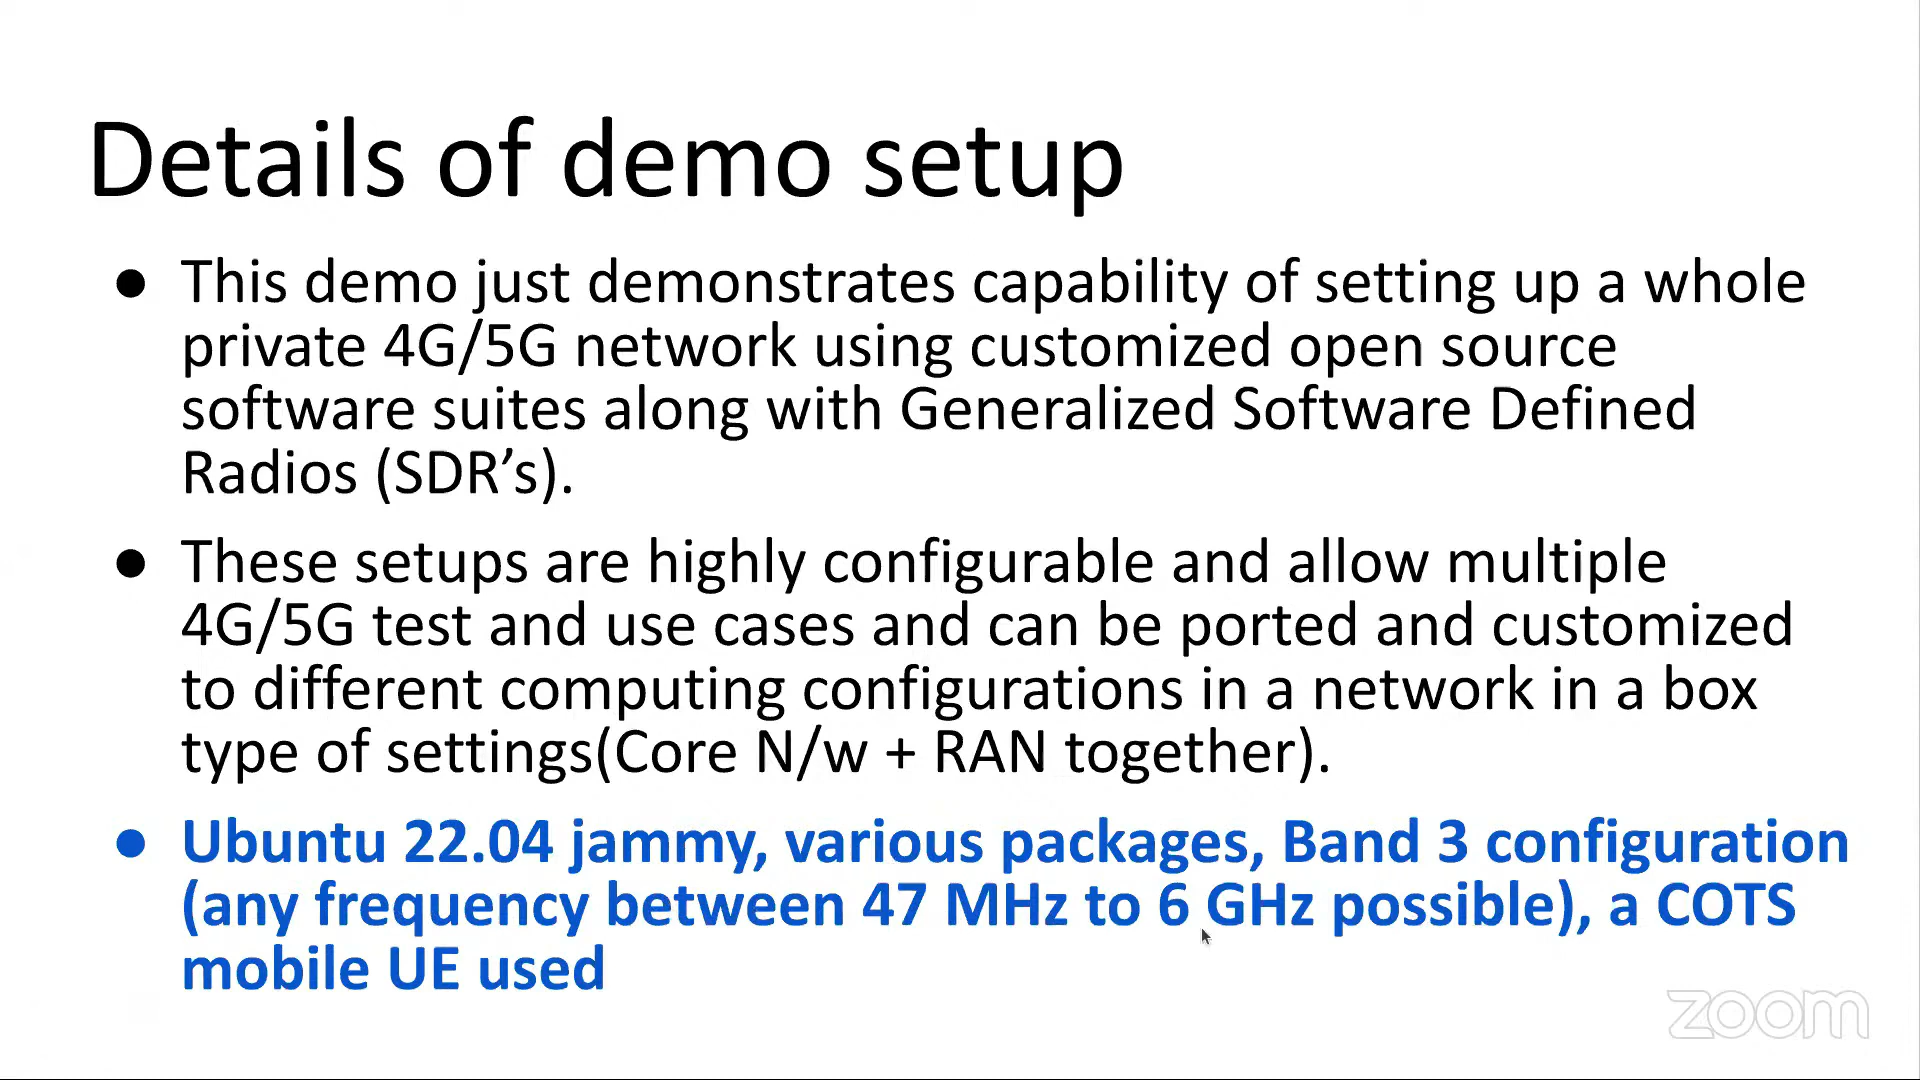 Details of demo setup
● This demo just demonstrates capability of setting up a whole
private 4G/5G network using customized open source
software suites along with Generalized Software Defined
Radios (SDR’s).
● These setups are highly configurable and allow multiple
4G/5G test and use cases and can be ported and customized
to different computing configurations in a network in a box
type of settings(Core N/w + RAN together).
● Ubuntu 22.04 jammy, various packages, Band 3 configuration
(any frequency between 47 MHz to 6 GHz possible), a COTS
mobile UE used
zoom